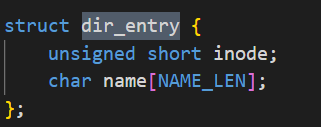 struct dir_entry {
    unsigned short inode;
    char name[NAME_LEN];
};